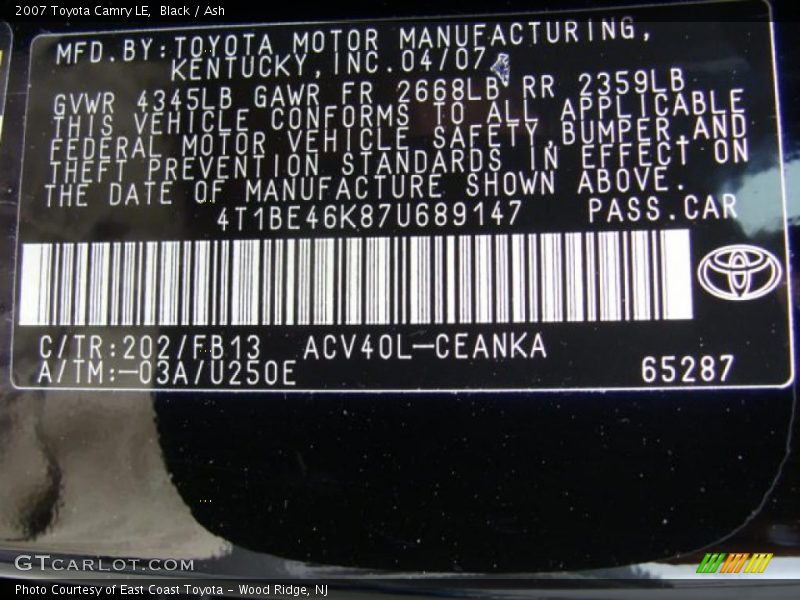 2007 Toyota Camry LE,  Black / Ash
MFD.BY:TOYOTA MOTOR MANUFACTURING,
KENTUCKY,INC.04/07
GVWR 4345LB GAWR FR 2668LB RR 2359LB
THIS VEHICLE CONFORMS TO ALL APPLICABLE
FEDERAL MOTOR VEHICLE SAFETY,BUMPER,AND
THEFT PREVENTION STANDARDS IN EFFECT ON
THE DATE OF MANUFACTURE SHOWN ABOVE.
4T1BE46K87U689147 PASS.CAR
C/TR:202/FB13 ACV40L-CEANKA
A/TM:-03A/U250E 65287
GTCARLOT.COM
Photo Courtesy of East Coast Toyota - Wood Ridge, NJ